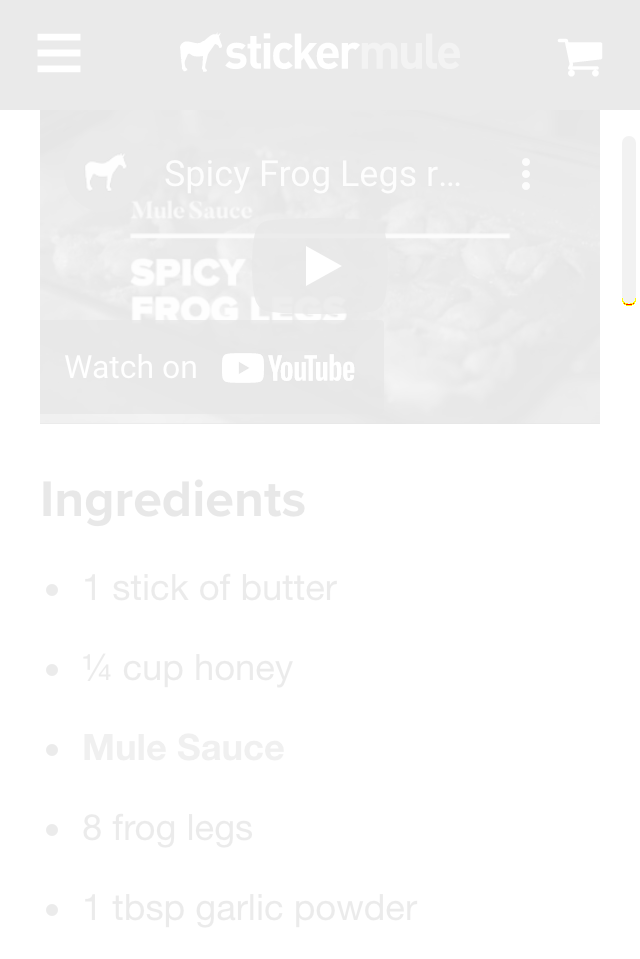 stickermule
Spicy Frog Legs r...
Mule Sauce
SPICY
FROG LEGS
Watch on YouTube
Ingredients
• 1 stick of butter
• ¼ cup honey
• Mule Sauce
• 8 frog legs
• 1 tbsp garlic powder